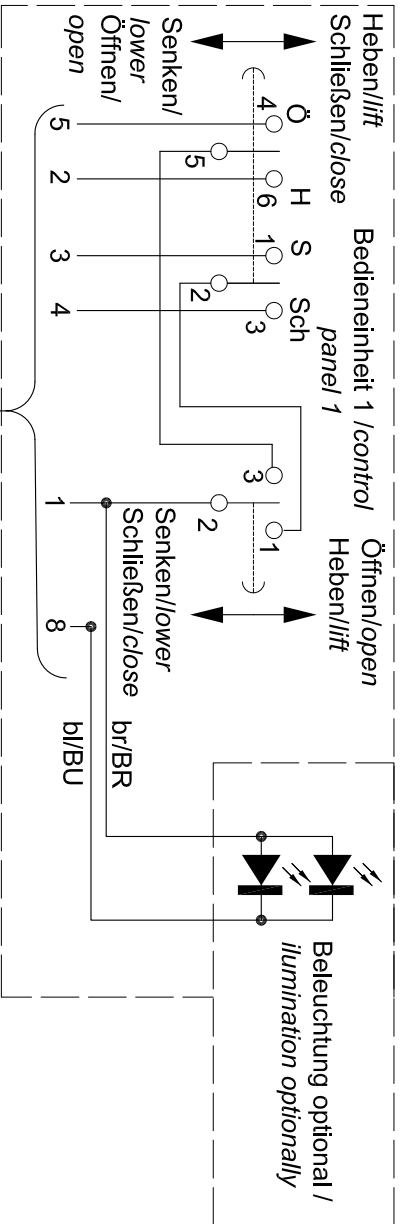 Heben/lift
Schließen/close
Senken/
lower
Öffnen/
open
Bedieneinheit 1 /control
panel 1
Öffnen/open
Heben/lift
Senken/lower
Schließen/close
Ö
H
S
Sch
4
5
6
1
2
3
3
2
1
5
2
3
4
1
8
br/BR
bl/BU
Beleuchtung optional /
ilumination optionally